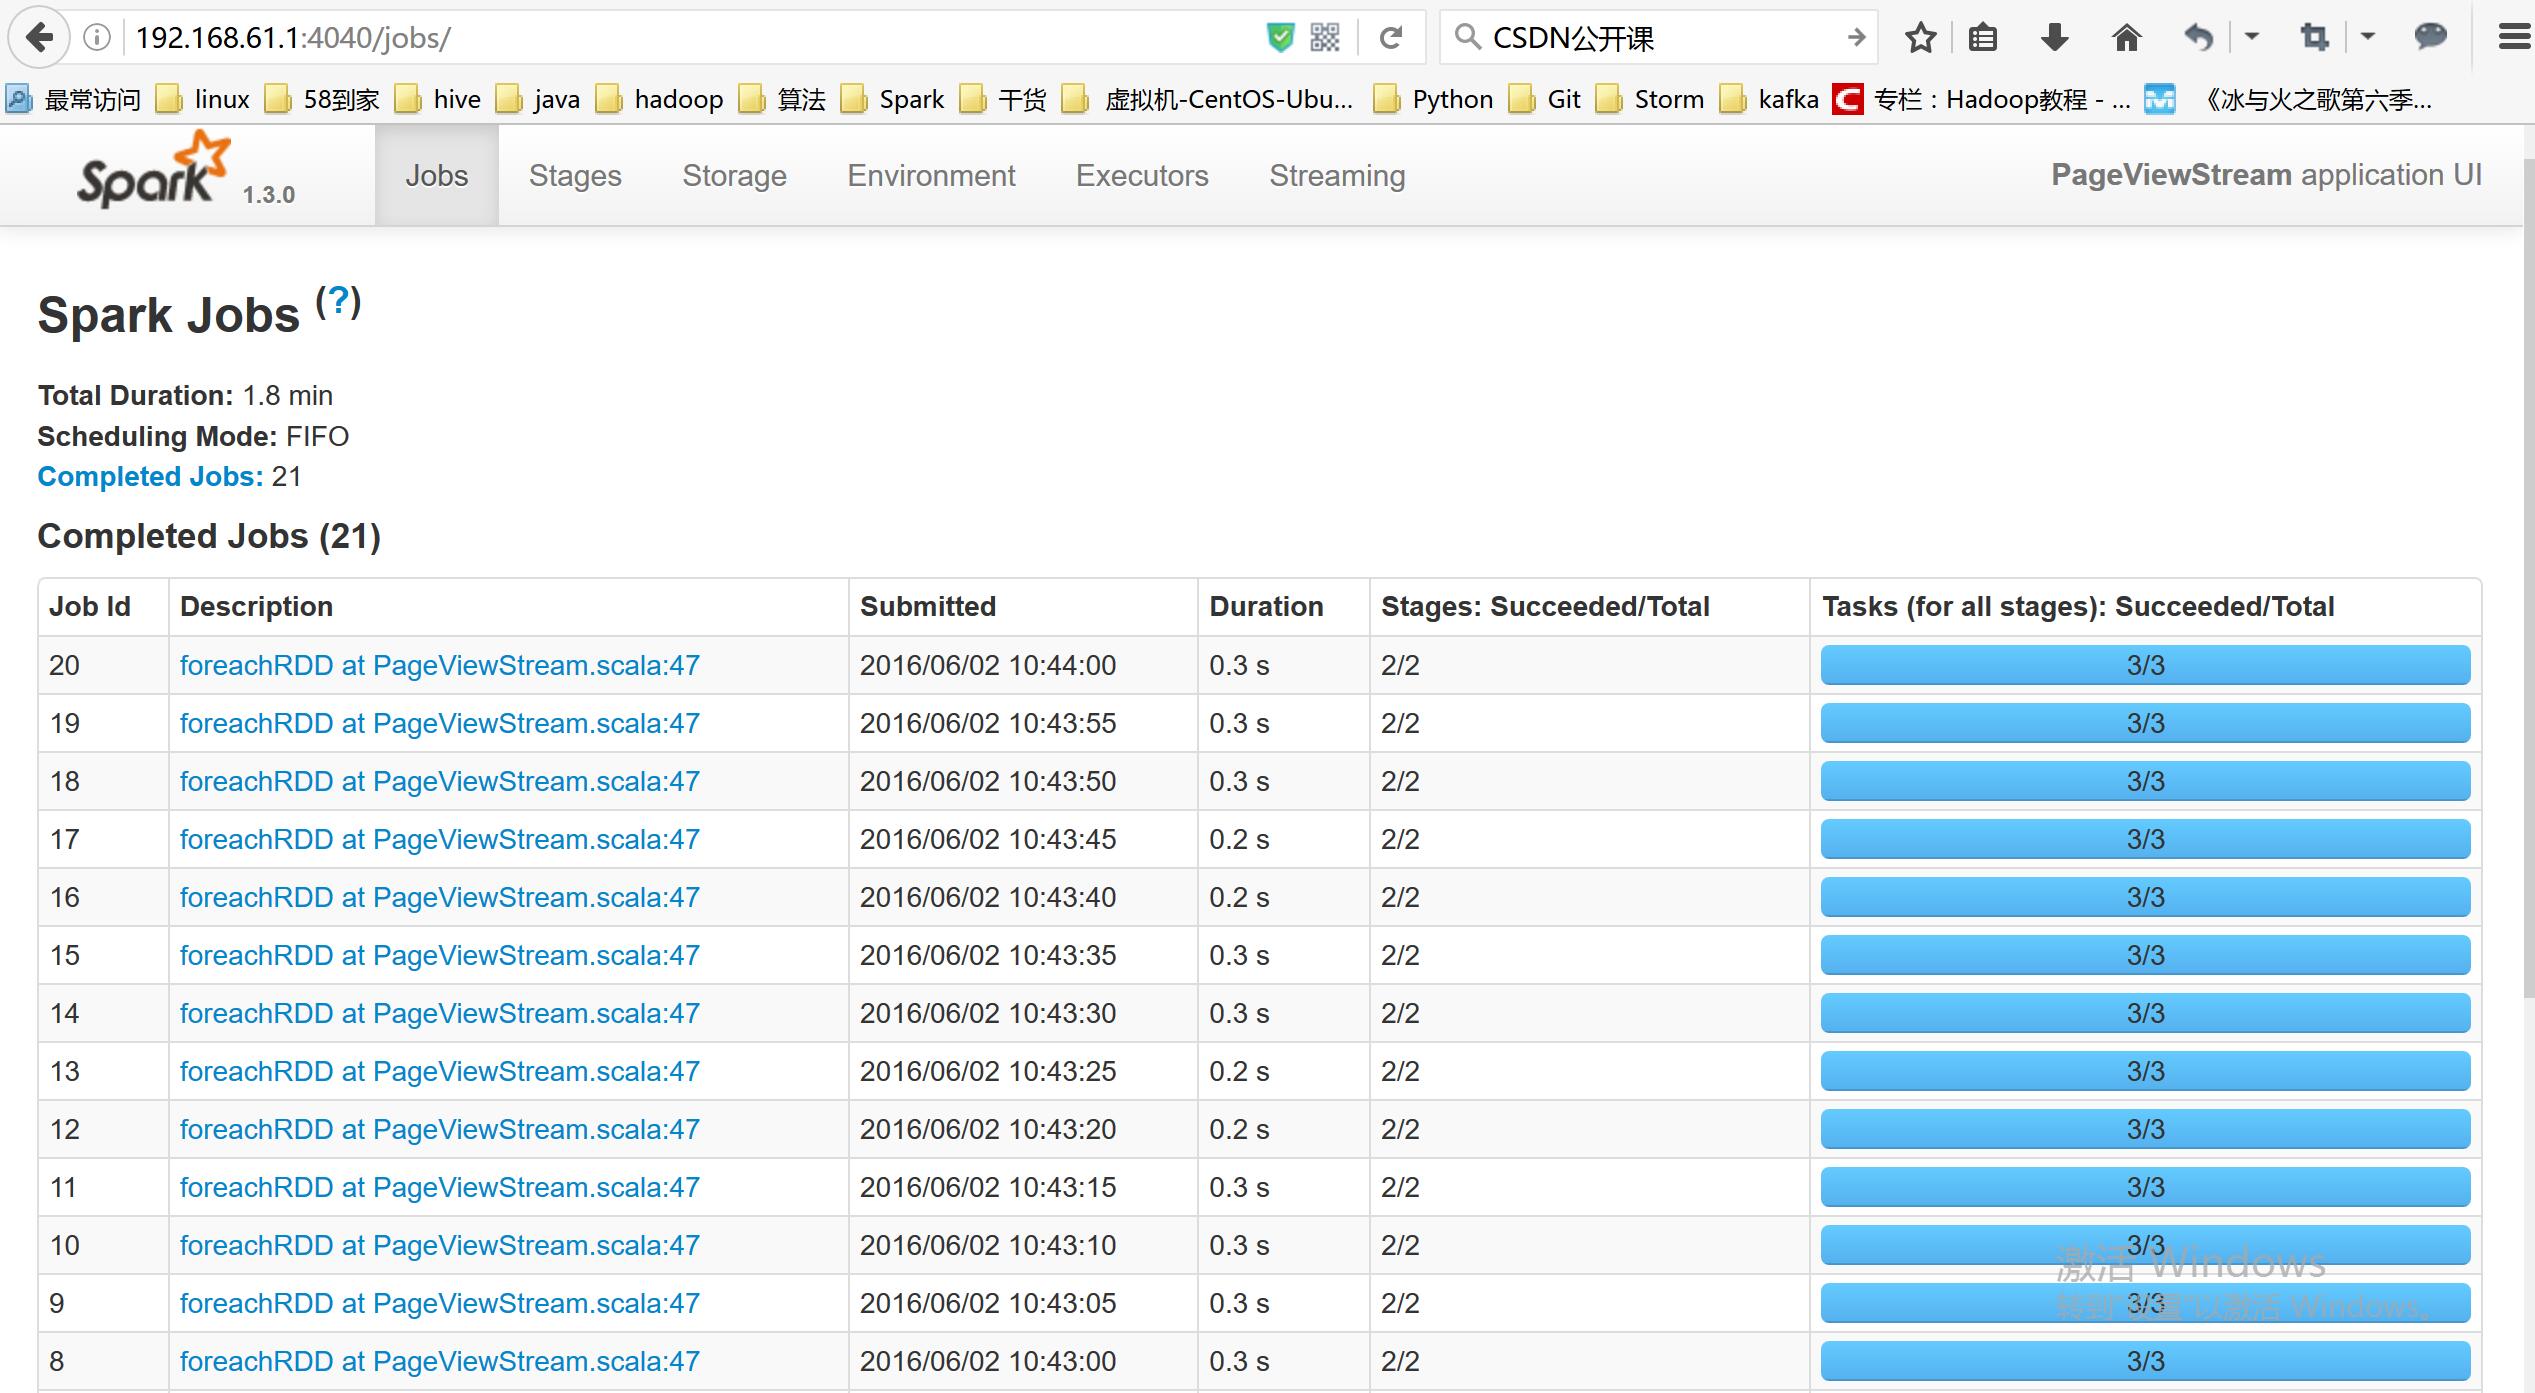 192.168.61.1:4040/jobs/ CSDN公开课
最常访问 linux 58到家 hive java hadoop 算法 Spark 干货 虚拟机-CentOS-Ubu... Python Git Storm kafka 专栏：Hadoop教程 - ... 《冰与火之歌第六季...
Spark 1.3.0 Jobs Stages Storage Environment Executors Streaming PageViewStream application UI
Spark Jobs (?)
Total Duration: 1.8 min
Scheduling Mode: FIFO
Completed Jobs: 21
Completed Jobs (21)
Job Id Description Submitted Duration Stages: Succeeded/Total Tasks (for all stages): Succeeded/Total
20 foreachRDD at PageViewStream.scala:47 2016/06/02 10:44:00 0.3 s 2/2 3/3
19 foreachRDD at PageViewStream.scala:47 2016/06/02 10:43:55 0.3 s 2/2 3/3
18 foreachRDD at PageViewStream.scala:47 2016/06/02 10:43:50 0.3 s 2/2 3/3
17 foreachRDD at PageViewStream.scala:47 2016/06/02 10:43:45 0.2 s 2/2 3/3
16 foreachRDD at PageViewStream.scala:47 2016/06/02 10:43:40 0.2 s 2/2 3/3
15 foreachRDD at PageViewStream.scala:47 2016/06/02 10:43:35 0.3 s 2/2 3/3
14 foreachRDD at PageViewStream.scala:47 2016/06/02 10:43:30 0.3 s 2/2 3/3
13 foreachRDD at PageViewStream.scala:47 2016/06/02 10:43:25 0.2 s 2/2 3/3
12 foreachRDD at PageViewStream.scala:47 2016/06/02 10:43:20 0.2 s 2/2 3/3
11 foreachRDD at PageViewStream.scala:47 2016/06/02 10:43:15 0.3 s 2/2 3/3
10 foreachRDD at PageViewStream.scala:47 2016/06/02 10:43:10 0.3 s 2/2 3/3
激活 Windows
9 foreachRDD at PageViewStream.scala:47 2016/06/02 10:43:05 0.3 s 2/2 3/3
转到"设置"以激活 Windows。
8 foreachRDD at PageViewStream.scala:47 2016/06/02 10:43:00 0.3 s 2/2 3/3